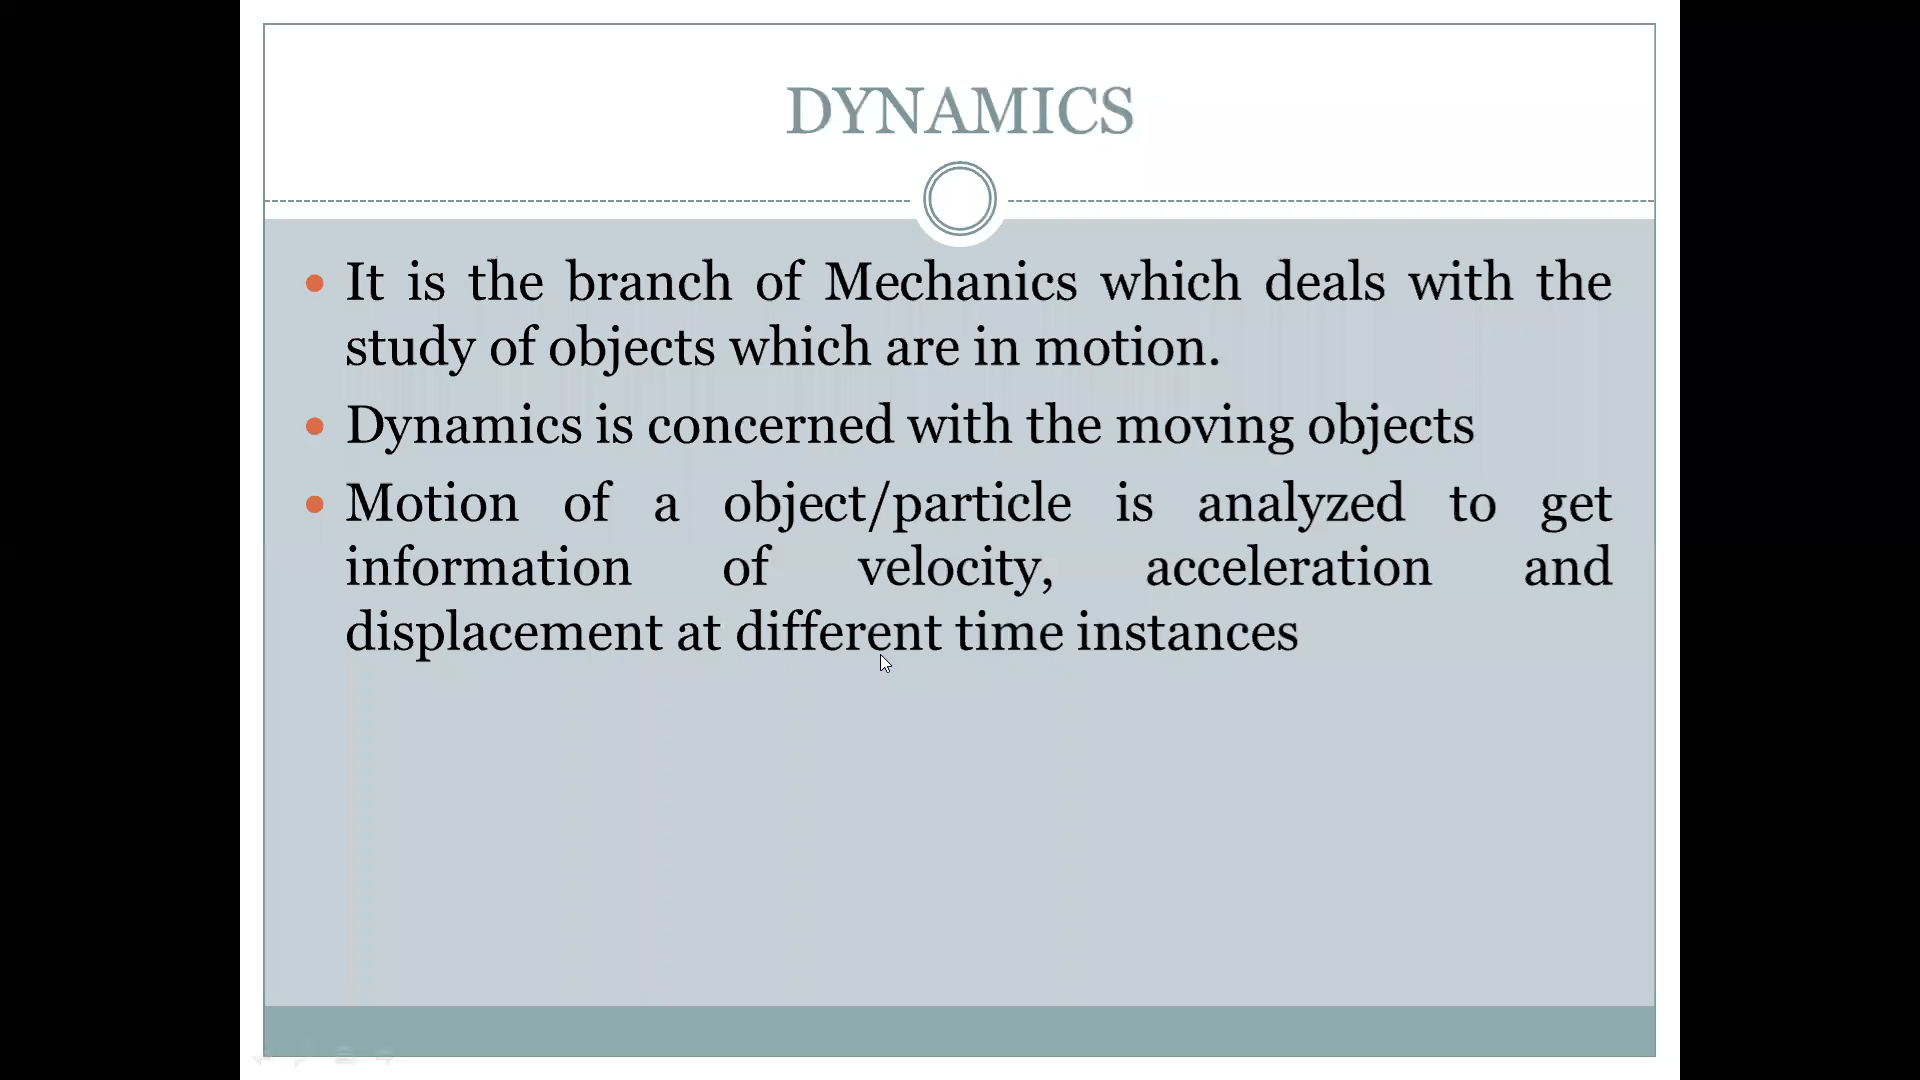 DYNAMICS
• It is the branch of Mechanics which deals with the
study of objects which are in motion.
• Dynamics is concerned with the moving objects
• Motion of a object/particle is analyzed to get
information of velocity, acceleration and
displacement at different time instances